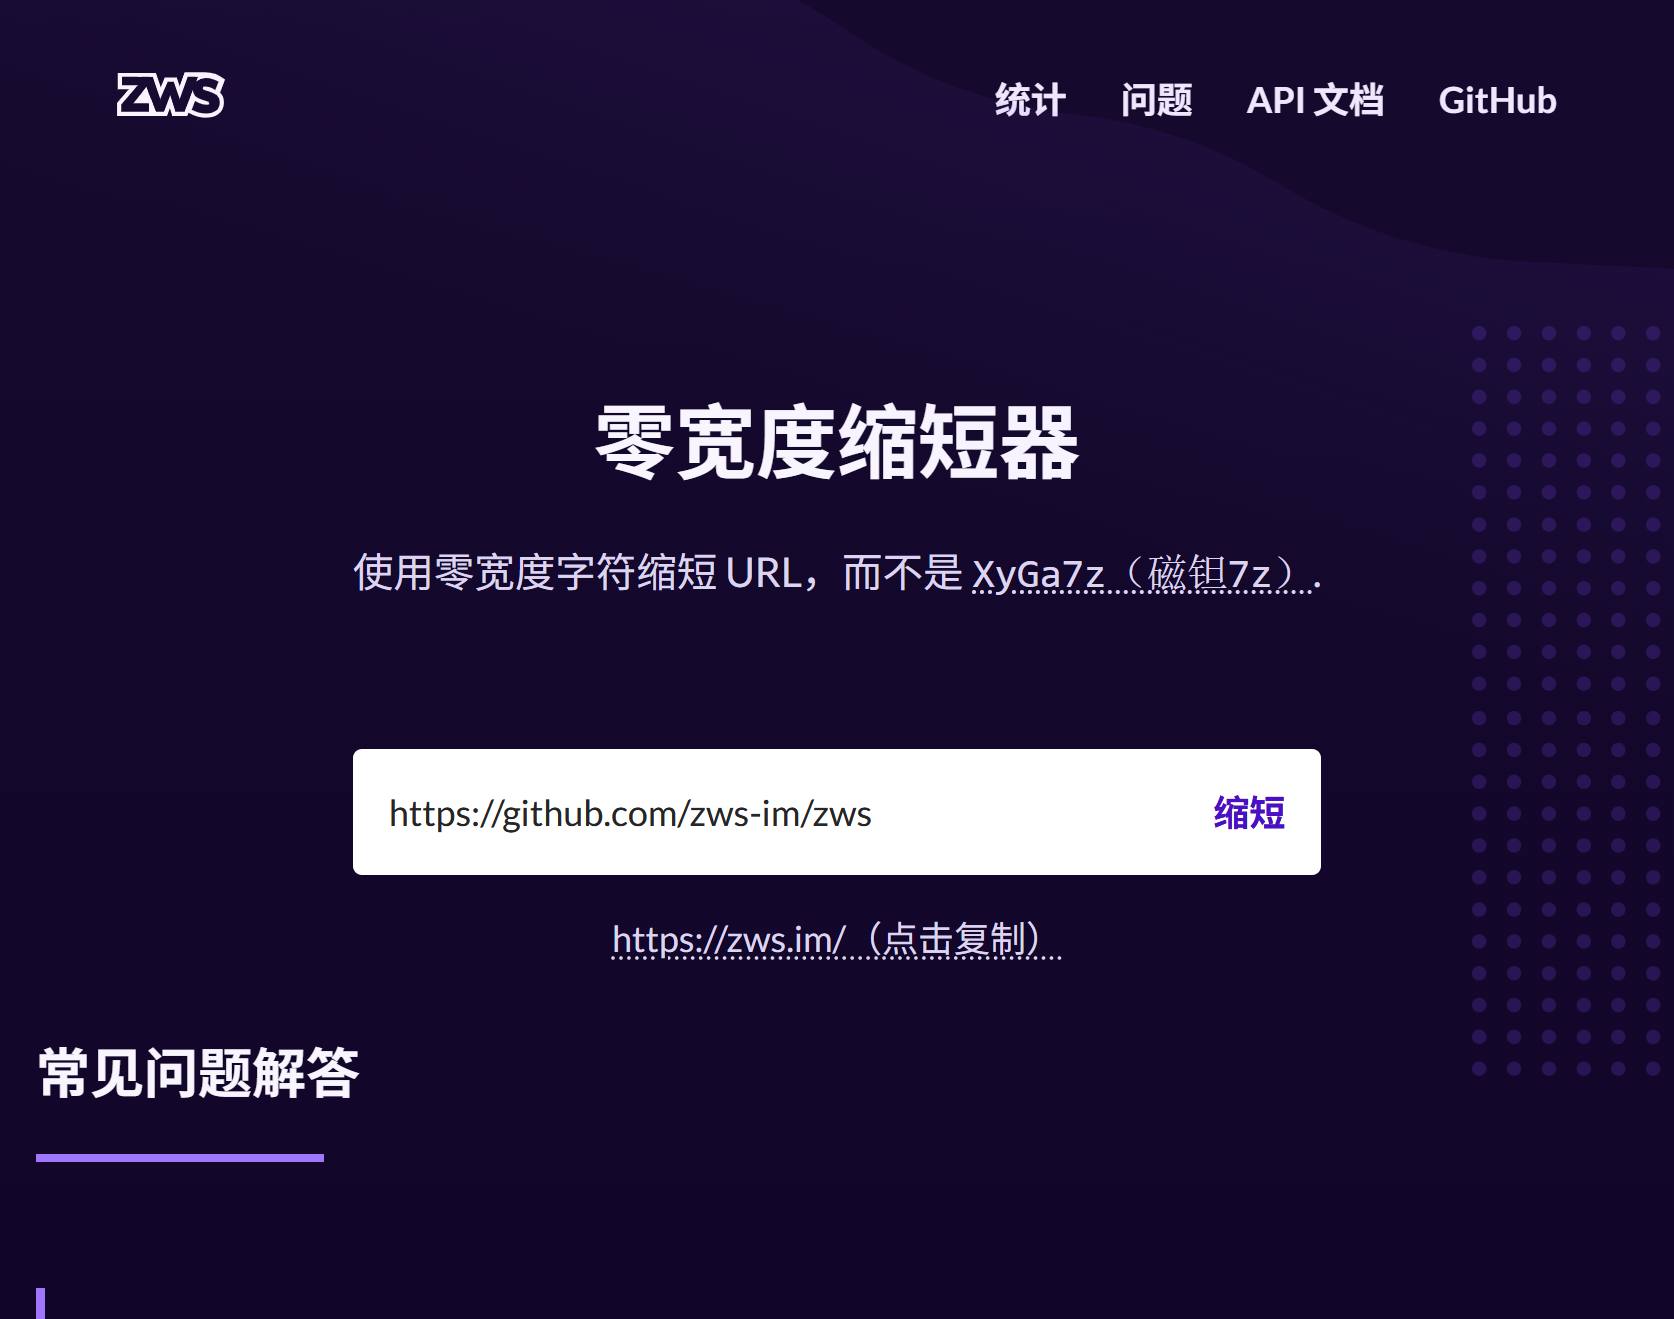 ZWS
统计 问题 API 文档 GitHub
零宽度缩短器
使用零宽度字符缩短 URL，而不是 XyGa7z（磁钽7z）.
https://github.com/zws-im/zws 缩短
https://zws.im/（点击复制）
常见问题解答